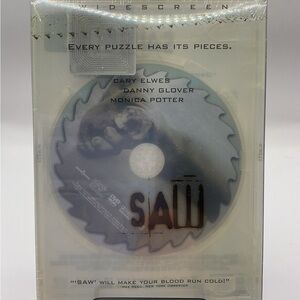 WIDESCREEN
EVERY PUZZLE HAS ITS PIECES.
CARY ELWES
DANNY GLOVER
MONICA POTTER
SAW
"'SAW' WILL MAKE YOUR BLOOD RUN COLD!"